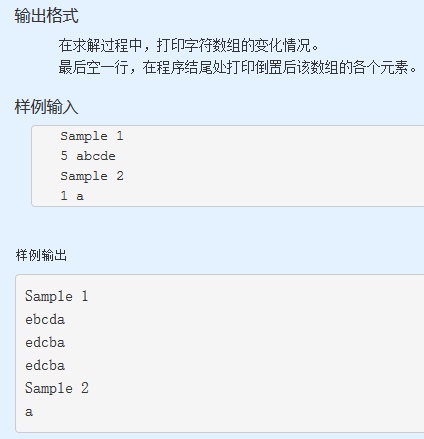 输出格式
在求解过程中，打印字符数组的变化情况。
最后空一行，在程序结尾处打印倒置后该数组的各个元素。
样例输入
Sample 1
5 abcde
Sample 2
1 a
样例输出
Sample 1
ebcda
edcba
edcba
Sample 2
a